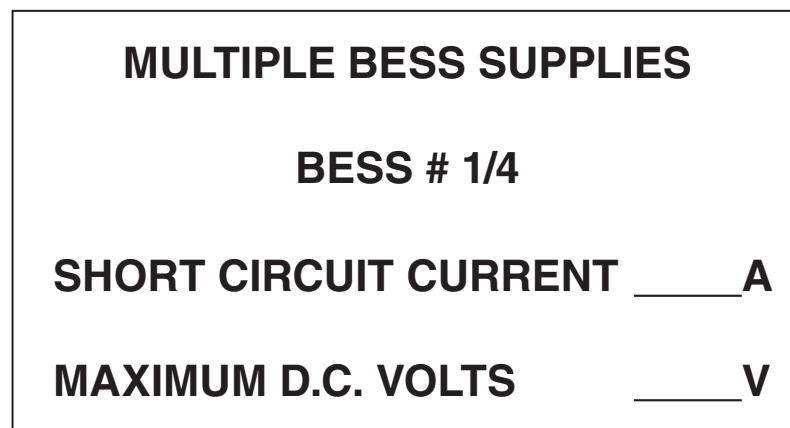 MULTIPLE BESS SUPPLIES
BESS # 1/4
SHORT CIRCUIT CURRENT _____A
MAXIMUM D.C. VOLTS _____V